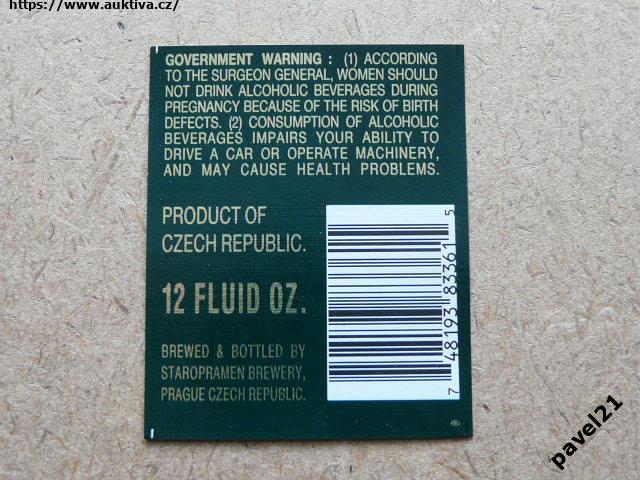 https://www.auktiva.cz/
GOVERNMENT WARNING : (1) ACCORDING
TO THE SURGEON GENERAL, WOMEN SHOULD
NOT DRINK ALCOHOLIC BEVERAGES DURING
PREGNANCY BECAUSE OF THE RISK OF BIRTH
DEFECTS. (2) CONSUMPTION OF ALCOHOLIC
BEVERAGES IMPAIRS YOUR ABILITY TO
DRIVE A CAR OR OPERATE MACHINERY,
AND MAY CAUSE HEALTH PROBLEMS.
PRODUCT OF
CZECH REPUBLIC.
12 FLUID OZ.
BREWED & BOTTLED BY
STAROPRAMEN BREWERY,
PRAGUE CZECH REPUBLIC.
7 48193 83361 5
pavel21